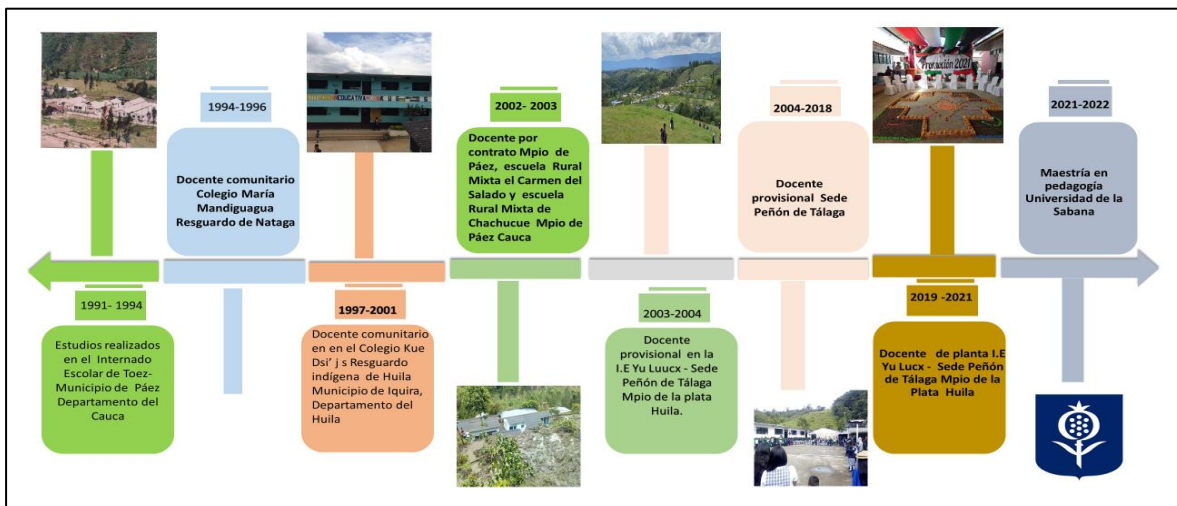 1991- 1994
Estudios realizados
en el Internado
Escolar de Toez-
Municipio de Páez
Departamento del
Cauca
1994-1996
Docente comunitario
Colegio María
Mandiguagua
Resguardo de Nataga
EDUCATIVA
1997-2001
Docente comunitario
en en el Colegio Kue
Dsi' j s Resguardo
indígena de Huila
Municipio de Iquira,
Departamento del
Huila
2002- 2003
Docente por
contrato Mpio de
Páez, escuela Rural
Mixta el Carmen del
Salado y escuela
Rural Mixta de
Chachucue Mpio de
Páez Cauca
2003-2004
Docente
provisional en la
I.E Yu Luucx - Sede
Peñón de Tálaga
Mpio de la plata
Huila.
2004-2018
Docente
provisional Sede
Peñón de Tálaga
Promoción 2021
2019 -2021
Docente de planta I.E
Yu Lucx - Sede Peñón
de Tálaga Mpio de la
Plata Huila
2021-2022
Maestría en
pedagogía
Universidad de la
Sabana